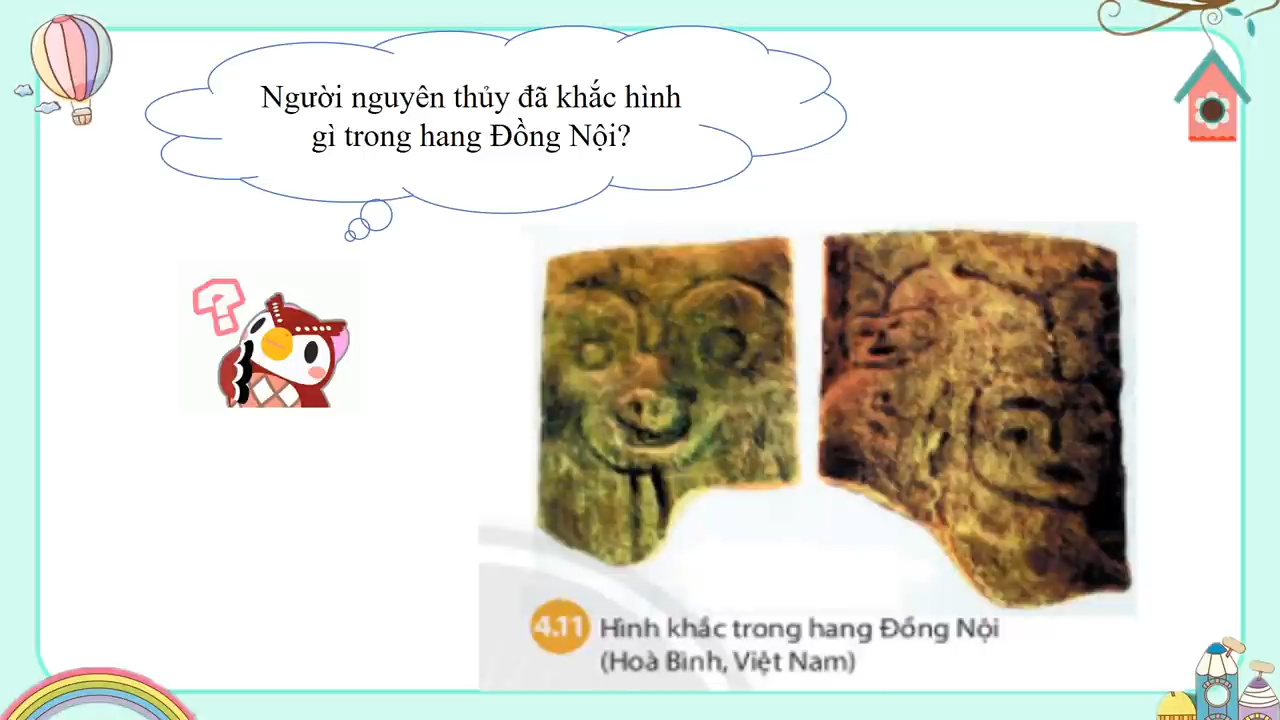 Người nguyên thủy đã khắc hình
gì trong hang Đồng Nội?
?
4.11 Hình khắc trong hang Đồng Nội
(Hoà Bình, Việt Nam)